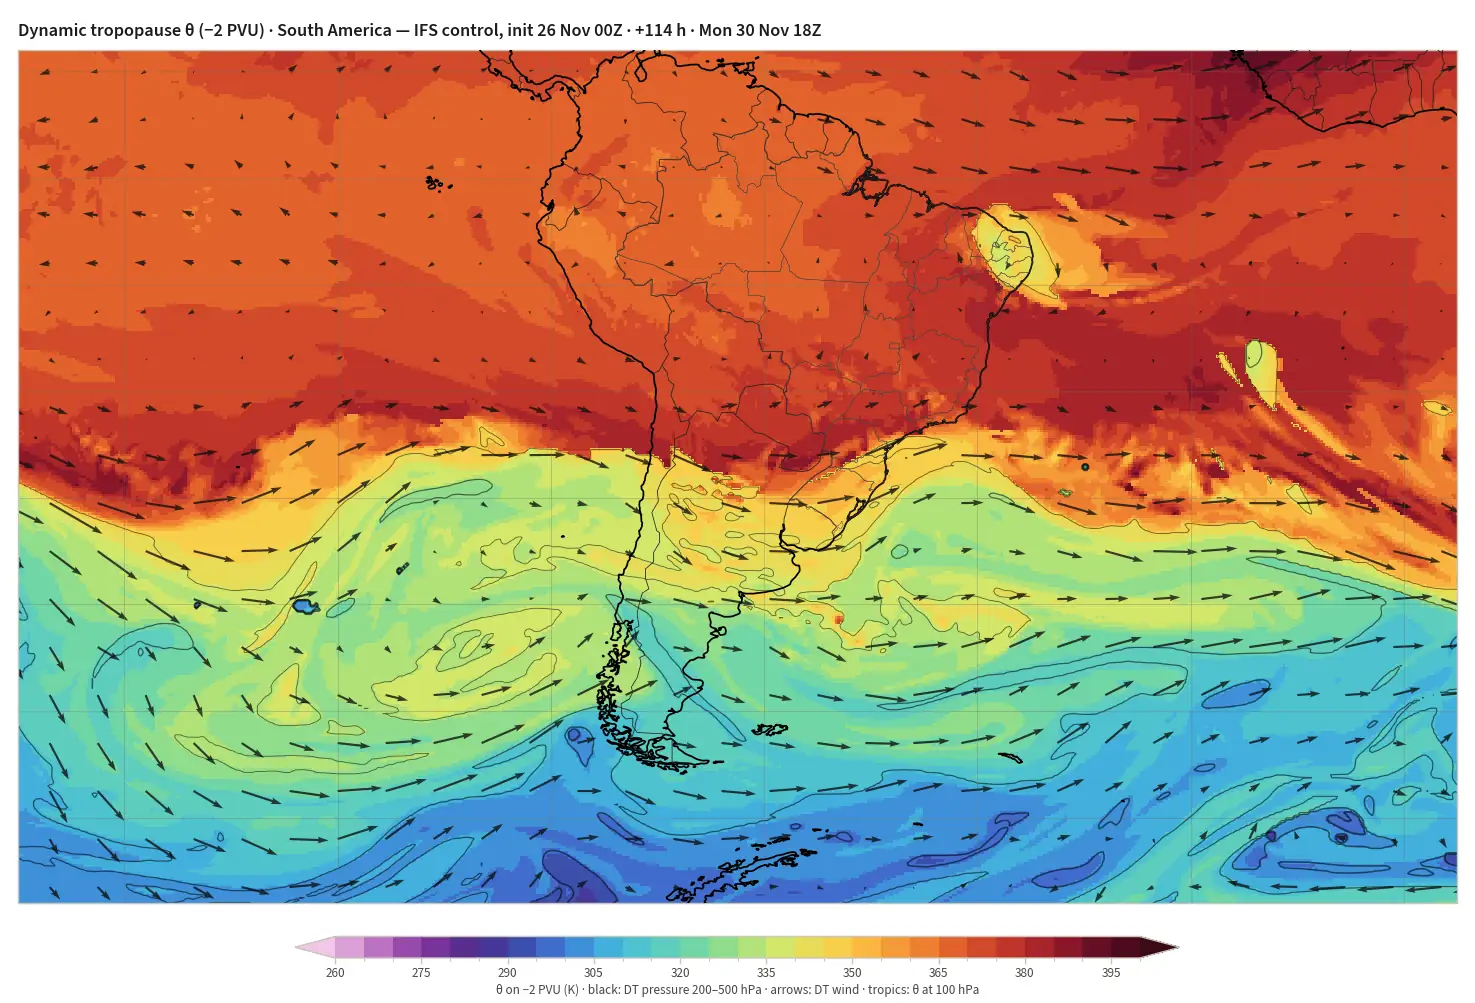 Dynamic tropopause θ (−2 PVU) · South America — IFS control, init 26 Nov 00Z · +114 h · Mon 30 Nov 18Z
260 275 290 305 320 335 350 365 380 395
θ on −2 PVU (K) · black: DT pressure 200–500 hPa · arrows: DT wind · tropics: θ at 100 hPa